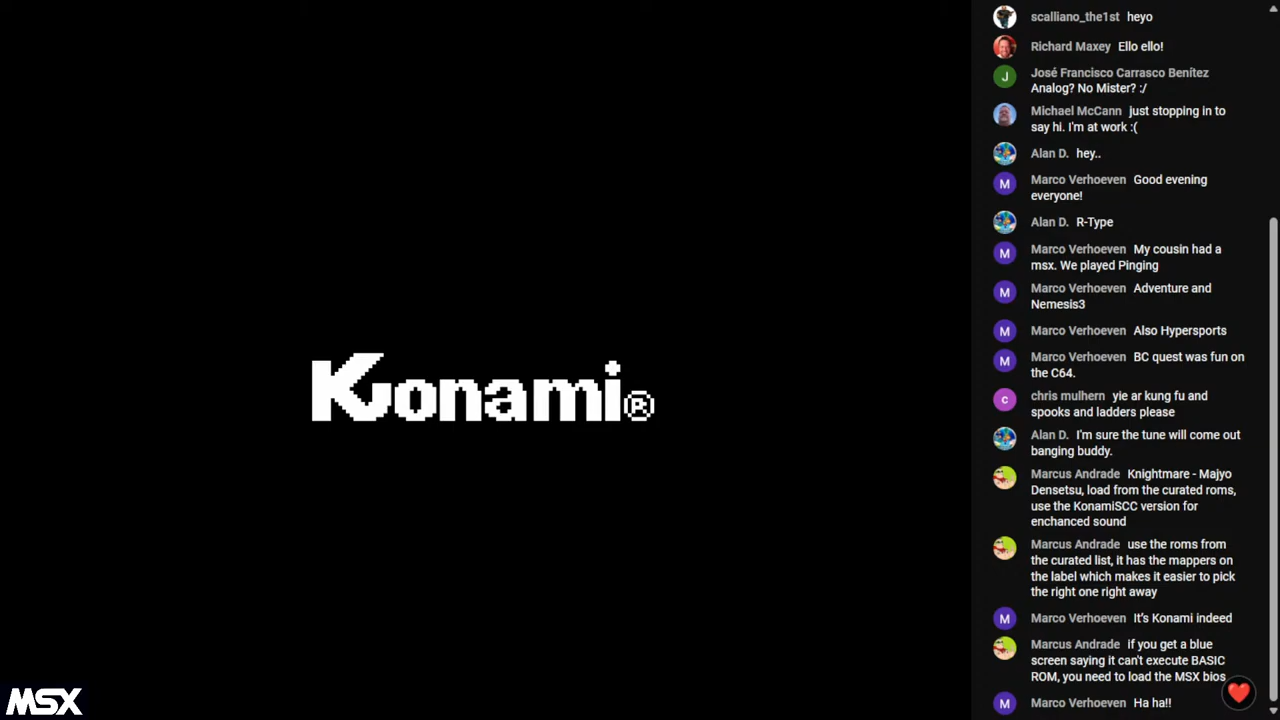 Konami®
MSX
scalliano_the1st heyo
Richard Maxey Ello ello!
J
José Francisco Carrasco Benítez
Analog? No Mister? :/
Michael McCann just stopping in to
say hi. I'm at work :(
Alan D. hey..
M
Marco Verhoeven Good evening
everyone!
Alan D. R-Type
M
Marco Verhoeven My cousin had a
msx. We played Pinging
M
Marco Verhoeven Adventure and
Nemesis3
M
Marco Verhoeven Also Hypersports
M
Marco Verhoeven BC quest was fun on
the C64.
c
chris mulhern yie ar kung fu and
spooks and ladders please
Alan D. I'm sure the tune will come out
banging buddy.
Marcus Andrade Knightmare - Majyo
Densetsu, load from the curated roms,
use the KonamiSCC version for
enchanced sound
Marcus Andrade use the roms from
the curated list, it has the mappers on
the label which makes it easier to pick
the right one right away
M
Marco Verhoeven It's Konami indeed
Marcus Andrade if you get a blue
screen saying it can't execute BASIC
ROM, you need to load the MSX bios
M
Marco Verhoeven Ha ha!!